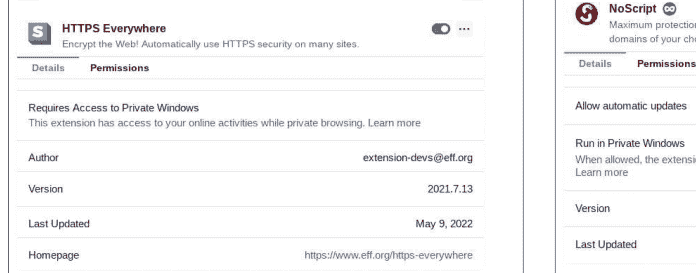 HTTPS Everywhere
Encrypt the Web! Automatically use HTTPS security on many sites.
Details Permissions
Requires Access to Private Windows
This extension has access to your online activities while private browsing. Learn more
Author extension-devs@eff.org
Version 2021.7.13
Last Updated May 9, 2022
Homepage https://www.eff.org/https-everywhere
NoScript
Maximum protection
domains of your cho
Details Permissions
Allow automatic updates
Run in Private Windows
When allowed, the extensi
Learn more
Version
Last Updated